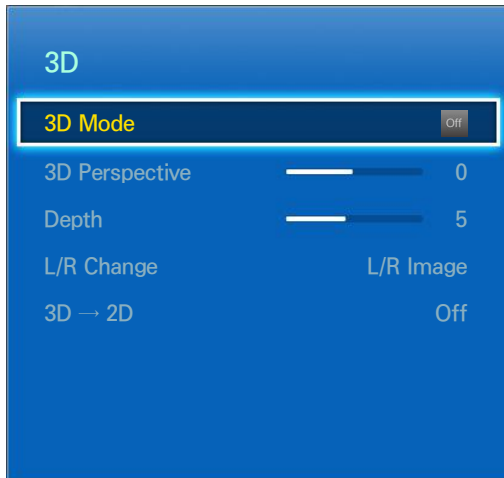 3D
3D Mode Off
3D Perspective 0
Depth 5
L/R Change L/R Image
3D → 2D Off